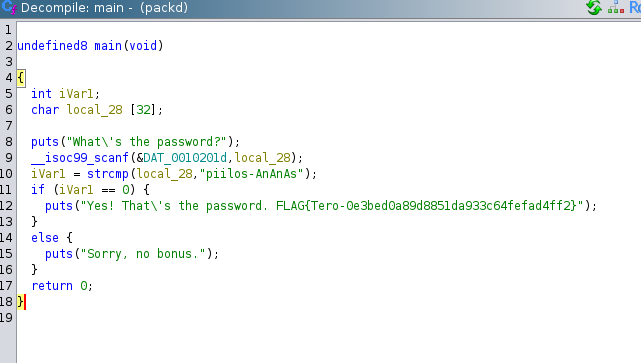 Decompile: main - (packd)
1
2 undefined8 main(void)
3
4 {
5   int iVar1;
6   char local_28 [32];
7
8   puts("What\'s the password?");
9   __isoc99_scanf(&DAT_0010201d,local_28);
10   iVar1 = strcmp(local_28,"piilos-AnAnAs");
11   if (iVar1 == 0) {
12     puts("Yes! That\'s the password. FLAG{Tero-0e3bed0a89d8851da933c64fefad4ff2}");
13   }
14   else {
15     puts("Sorry, no bonus.");
16   }
17   return 0;
18 }
19